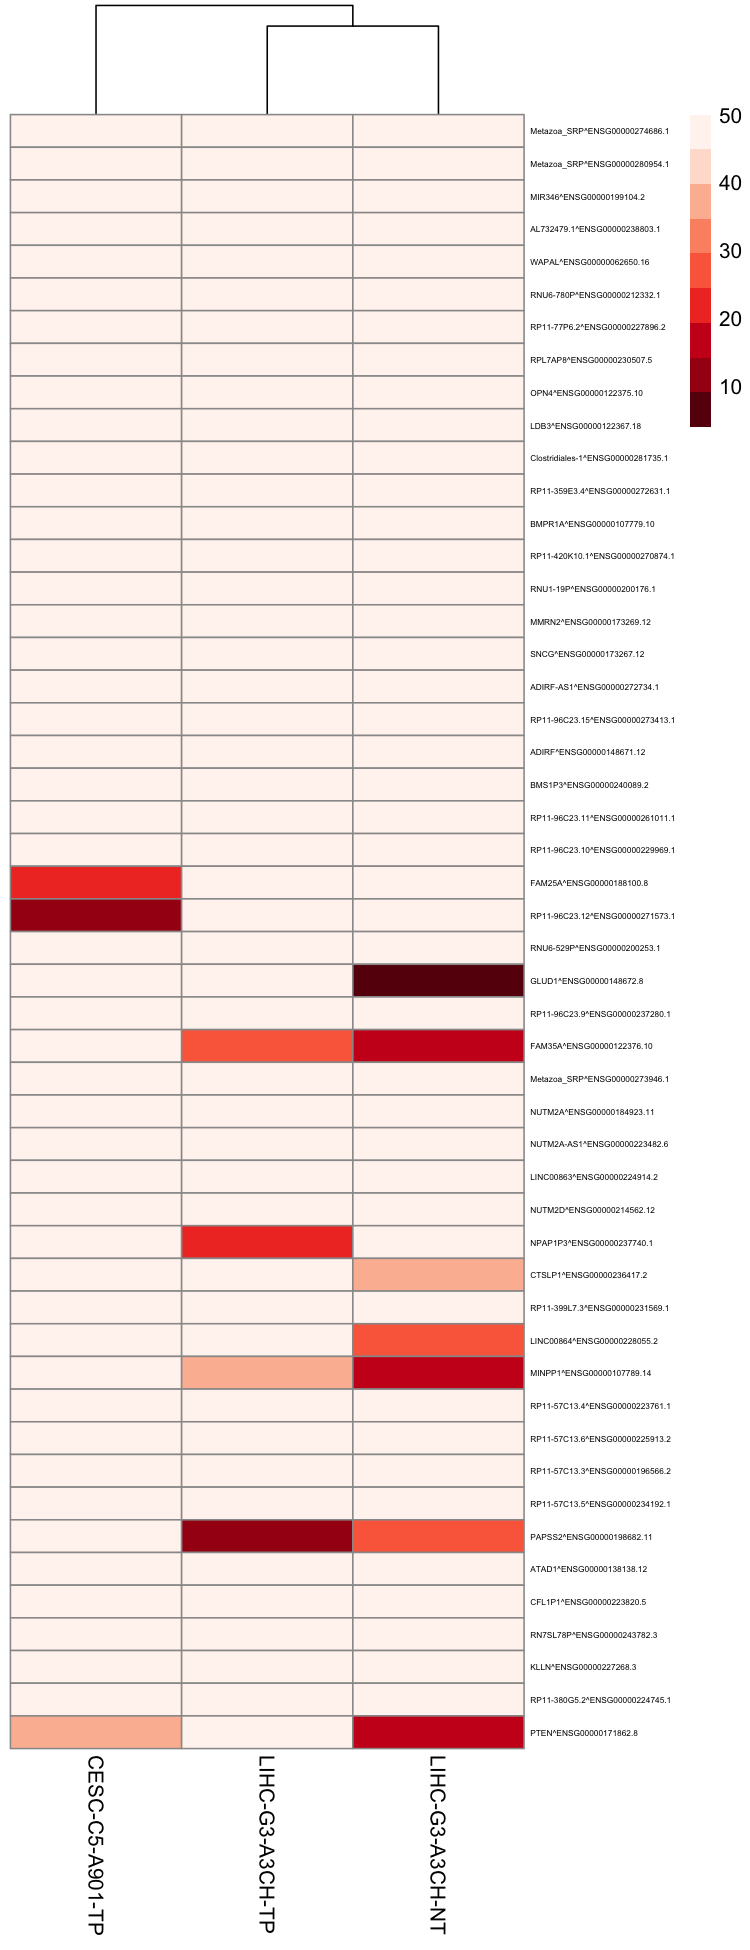 50
40
30
20
10
Metazoa_SRP^ENSG00000274686.1
Metazoa_SRP^ENSG00000280954.1
MIR346^ENSG00000199104.2
AL732479.1^ENSG00000238803.1
WAPAL^ENSG00000062650.16
RNU6-780P^ENSG00000212332.1
RP11-77P6.2^ENSG00000227896.2
RPL7AP8^ENSG00000230507.5
OPN4^ENSG00000122375.10
LDB3^ENSG00000122367.18
Clostridiales-1^ENSG00000281735.1
RP11-359E3.4^ENSG00000272631.1
BMPR1A^ENSG00000107779.10
RP11-420K10.1^ENSG00000270874.1
RNU1-19P^ENSG00000200176.1
MMRN2^ENSG00000173269.12
SNCG^ENSG00000173267.12
ADIRF-AS1^ENSG00000272734.1
RP11-96C23.15^ENSG00000273413.1
ADIRF^ENSG00000148671.12
BMS1P3^ENSG00000240089.2
RP11-96C23.11^ENSG00000261011.1
RP11-96C23.10^ENSG00000229969.1
FAM25A^ENSG00000188100.8
RP11-96C23.12^ENSG00000271573.1
RNU6-529P^ENSG00000200253.1
GLUD1^ENSG00000148672.8
RP11-96C23.9^ENSG00000237280.1
FAM35A^ENSG00000122376.10
Metazoa_SRP^ENSG00000273946.1
NUTM2A^ENSG00000184923.11
NUTM2A-AS1^ENSG00000223482.6
LINC00863^ENSG00000224914.2
NUTM2D^ENSG00000214562.12
NPAP1P3^ENSG00000237740.1
CTSLP1^ENSG00000236417.2
RP11-399L7.3^ENSG00000231569.1
LINC00864^ENSG00000228055.2
MINPP1^ENSG00000107789.14
RP11-57C13.4^ENSG00000223761.1
RP11-57C13.6^ENSG00000225913.2
RP11-57C13.3^ENSG00000196566.2
RP11-57C13.5^ENSG00000234192.1
PAPSS2^ENSG00000198682.11
ATAD1^ENSG00000138138.12
CFL1P1^ENSG00000223820.5
RN7SL78P^ENSG00000243782.3
KLLN^ENSG00000227268.3
RP11-380G5.2^ENSG00000224745.1
PTEN^ENSG00000171862.8
CESC-C5-A901-TP
LIHC-G3-A3CH-TP
LIHC-G3-A3CH-NT